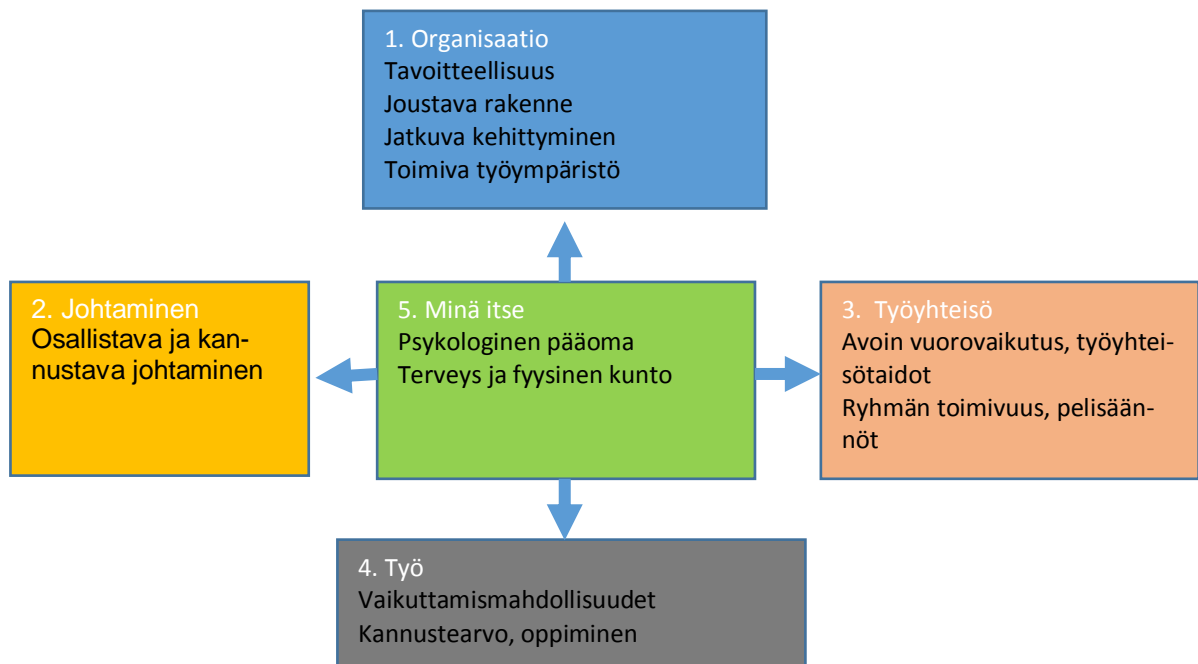 1. Organisaatio
Tavoitteellisuus
Joustava rakenne
Jatkuva kehittyminen
Toimiva työympäristö
2. Johtaminen
Osallistava ja kan-
nustava johtaminen
5. Minä itse
Psykologinen pääoma
Terveys ja fyysinen kunto
3. Työyhteisö
Avoin vuorovaikutus, työyhtei-
sötaidot
Ryhmän toimivuus, pelisään-
nöt
4. Työ
Vaikuttamismahdollisuudet
Kannustearvo, oppiminen